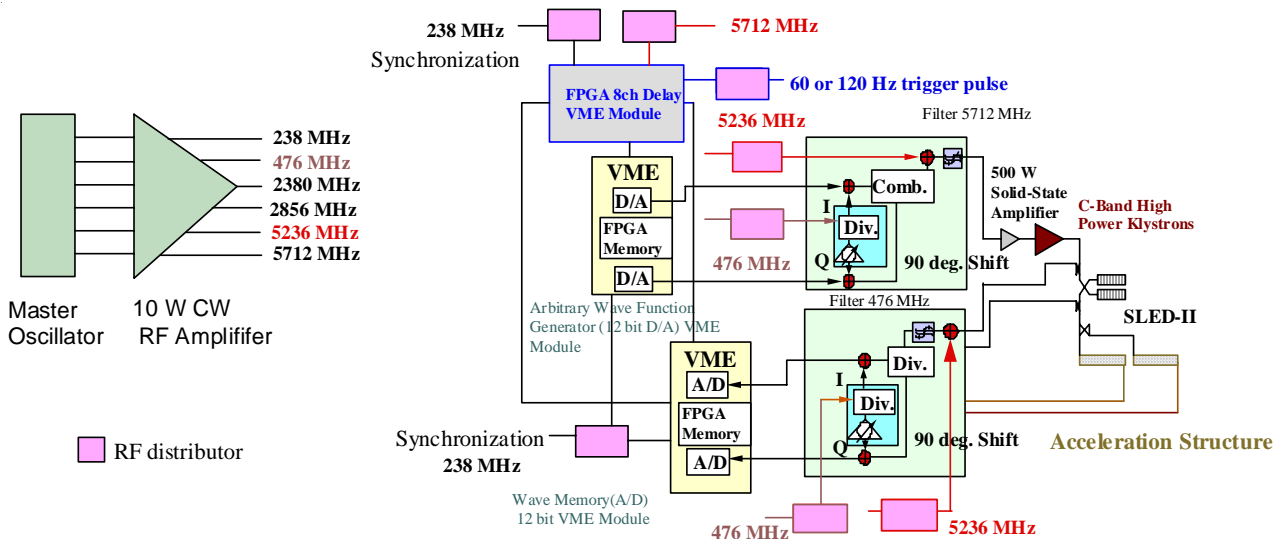 238 MHz
Synchronization
5712 MHz
FPGA 8ch Delay
VME Module
60 or 120 Hz trigger pulse
Filter 5712 MHz
5236 MHz
238 MHz
476 MHz
2380 MHz
2856 MHz
5236 MHz
5712 MHz
Master
Oscillator
10 W CW
RF Amplififer
VME
D/A
FPGA
Memory
D/A
476 MHz
Comb.
I
Div.
Q
90 deg. Shift
500 W
Solid-State
Amplifier
C-Band High
Power Klystrons
SLED-II
Arbitrary Wave Function
Generator (12 bit D/A) VME
Module
Filter 476 MHz
VME
A/D
FPGA
Memory
A/D
Div.
I
Div.
Q
90 deg. Shift
Acceleration Structure
RF distributor
Synchronization
238 MHz
Wave Memory(A/D)
12 bit VME Module
476 MHz
5236 MHz